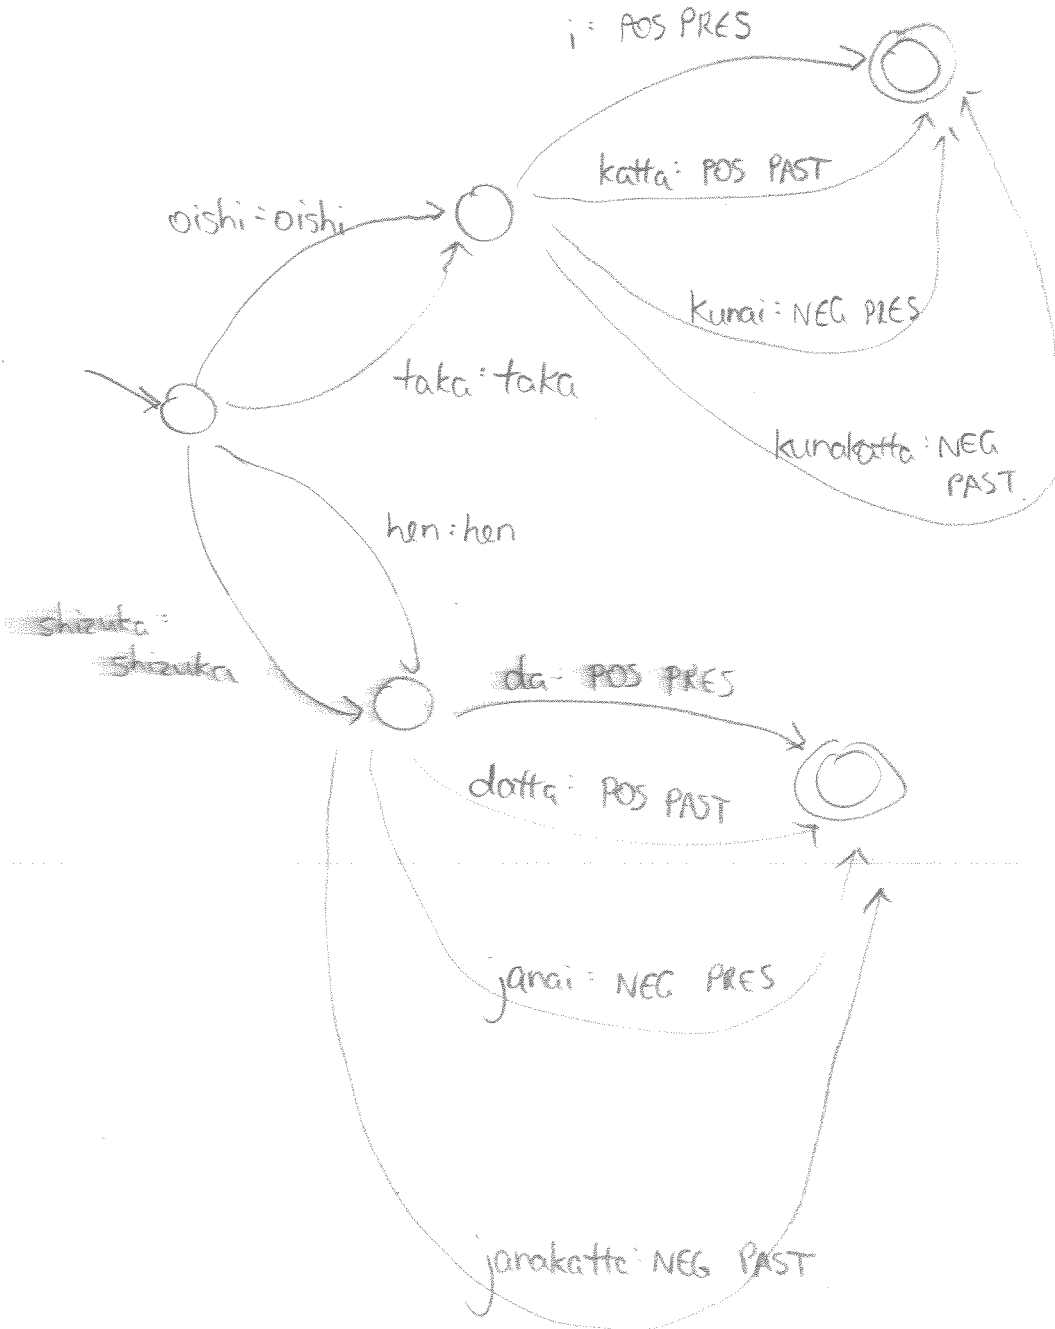 i: POS PRES
katta: POS PAST
oishi:oishi
kunai: NEG PRES
taka:taka
kunakatta:NEG
PAST
hen:hen
shizuka:
shizuka
da: POS PRES
datta: POS PAST
janai: NEG PRES
janakatta: NEG PAST